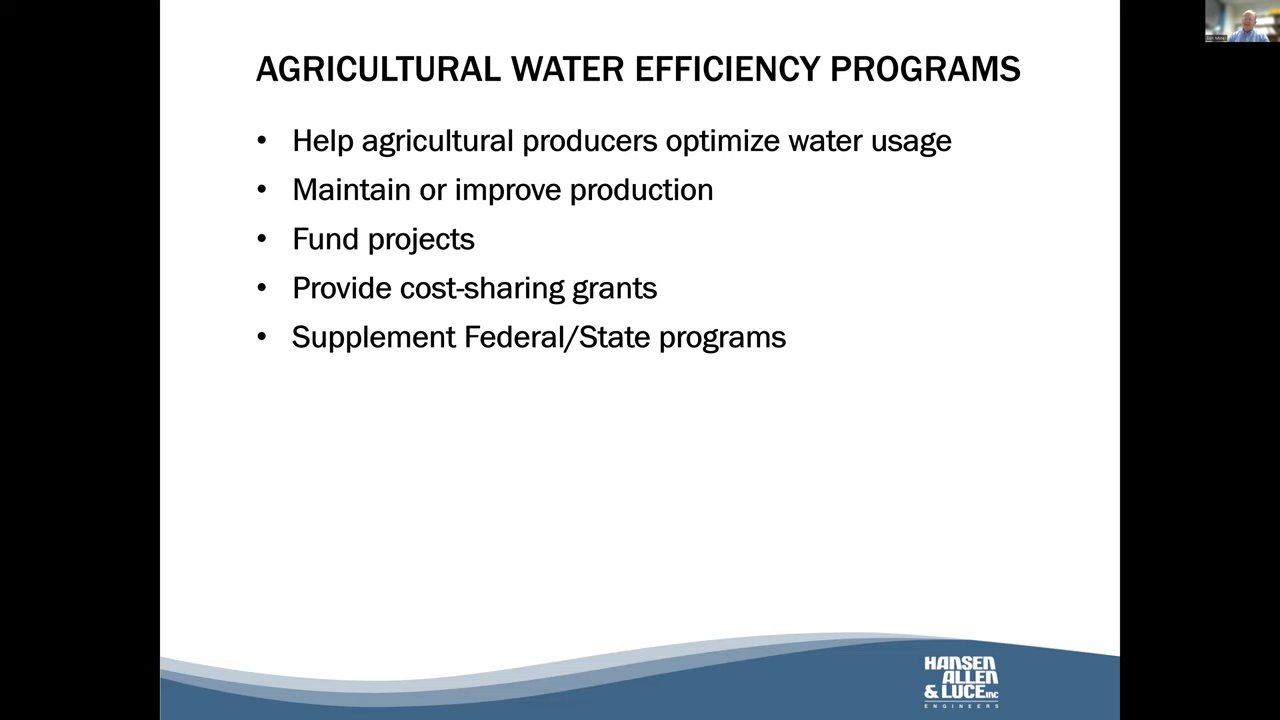 AGRICULTURAL WATER EFFICIENCY PROGRAMS
• Help agricultural producers optimize water usage
• Maintain or improve production
• Fund projects
• Provide cost-sharing grants
• Supplement Federal/State programs
HANSEN
ALLEN
& LUCE INC
ENGINEERS